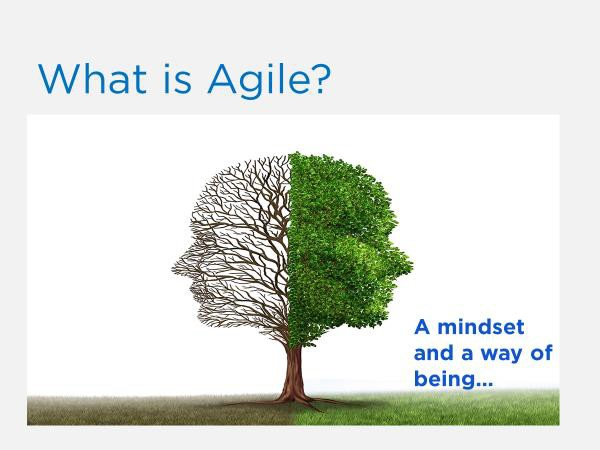 What is Agile?
A mindset
and a way of
being...